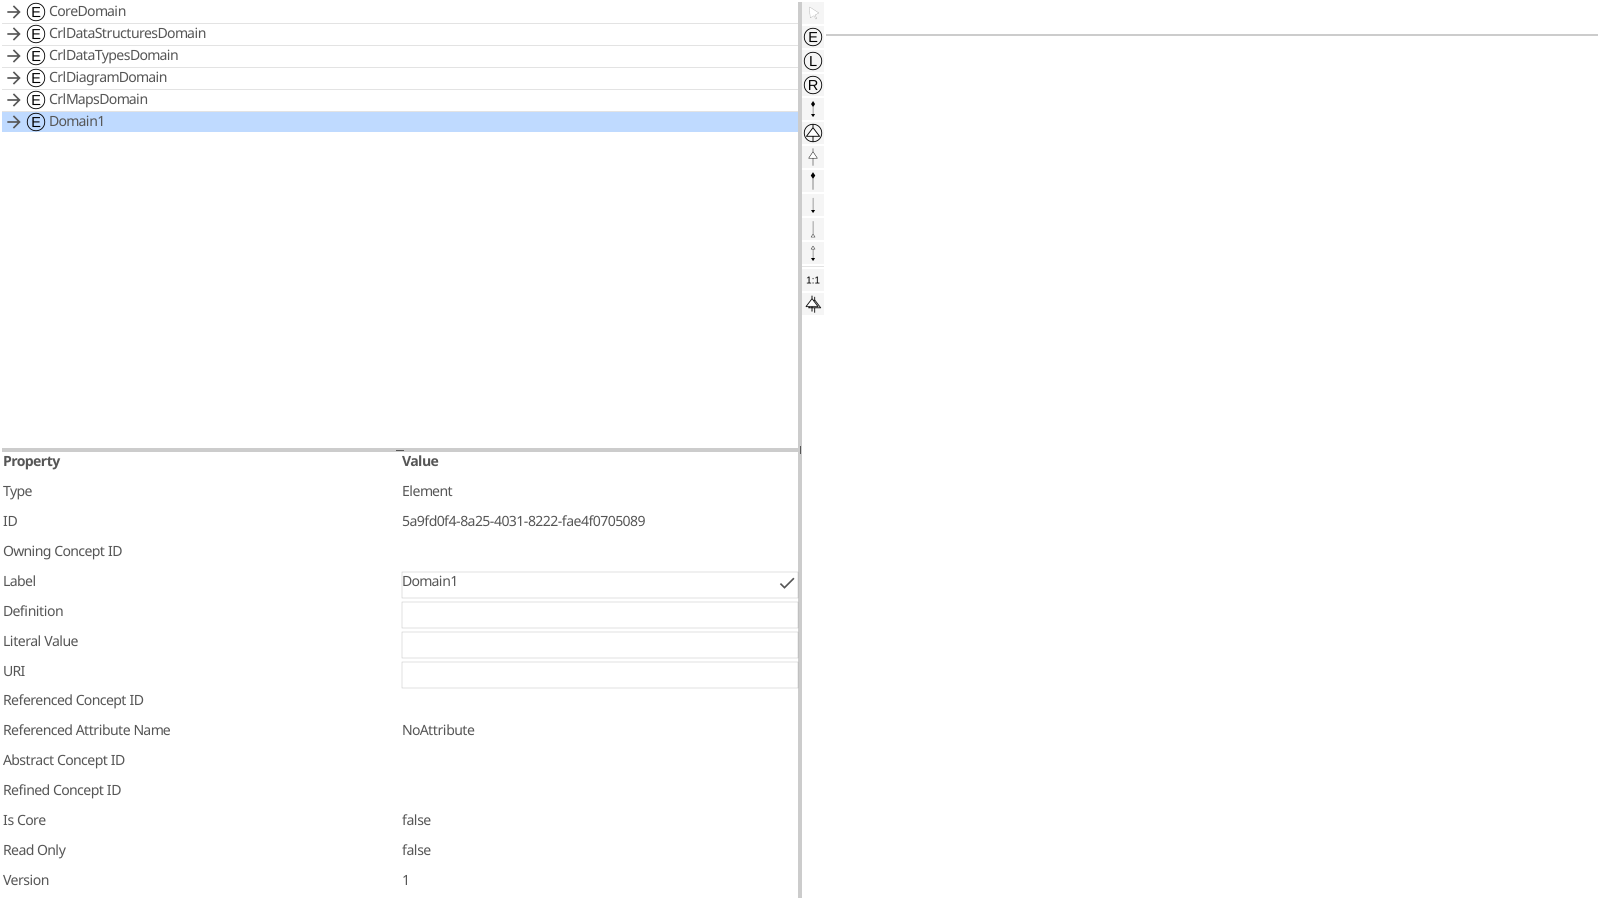 E CoreDomain
E CrlDataStructuresDomain
E CrlDataTypesDomain
E CrlDiagramDomain
E CrlMapsDomain
E Domain1
E
L
R
1:1
Property Value
Type Element
ID 5a9fd0f4-8a25-4031-8222-fae4f0705089
Owning Concept ID
Label Domain1
Definition
Literal Value
URI
Referenced Concept ID
Referenced Attribute Name NoAttribute
Abstract Concept ID
Refined Concept ID
Is Core false
Read Only false
Version 1